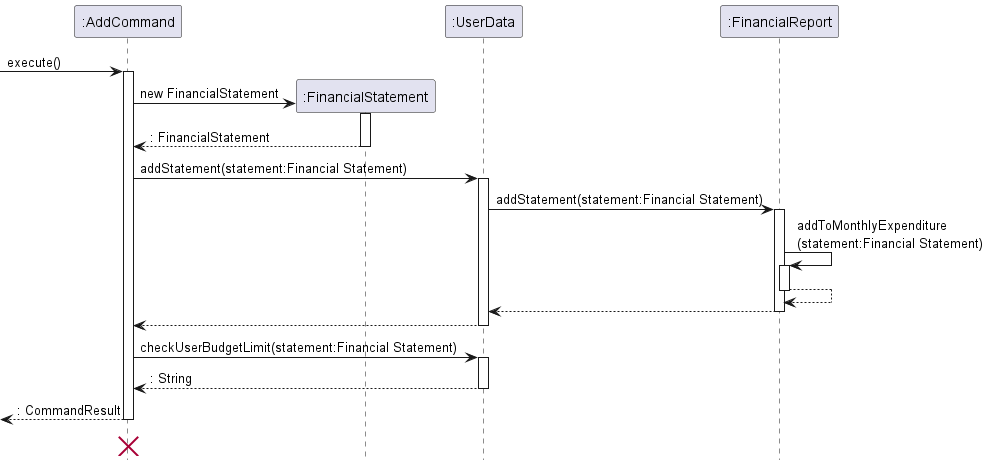 :AddCommand
:UserData
:FinancialReport
execute()
new FinancialStatement
:FinancialStatement
: FinancialStatement
addStatement(statement:Financial Statement)
addStatement(statement:Financial Statement)
addToMonthlyExpenditure
(statement:Financial Statement)
checkUserBudgetLimit(statement:Financial Statement)
: String
: CommandResult